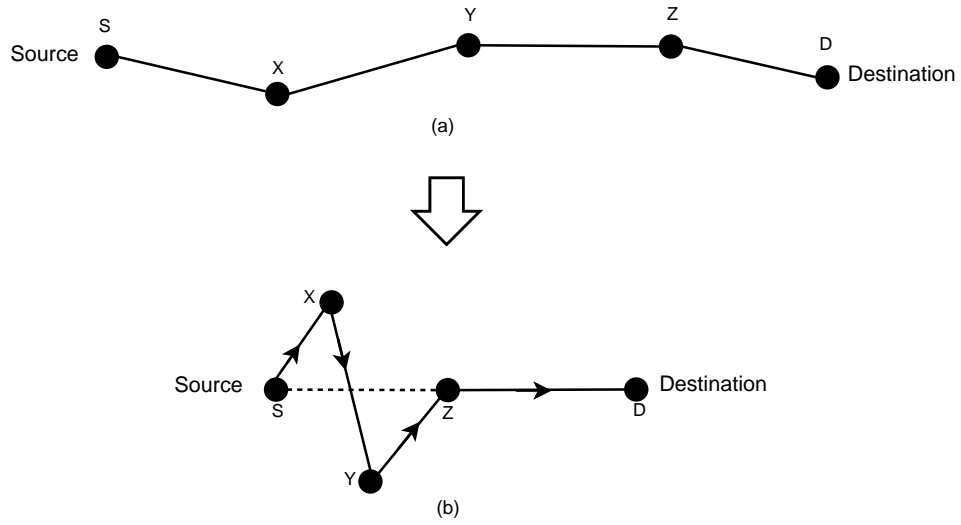 S
Source
X
Y
Z
D
Destination
(a)
X
Source
S
Y
Z
Destination
D
(b)